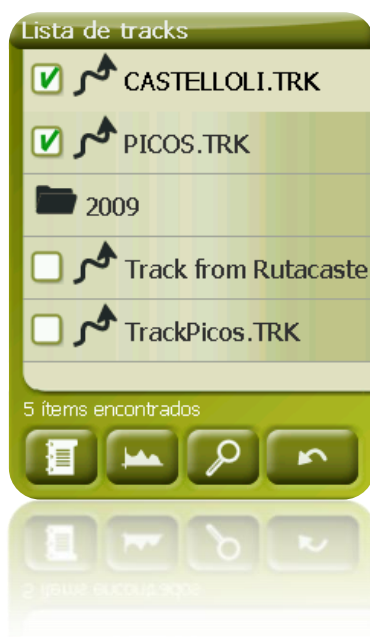 Lista de tracks
CASTELLOLI.TRK
PICOS.TRK
2009
Track from Rutacaste
TrackPicos.TRK
5 ítems encontrados